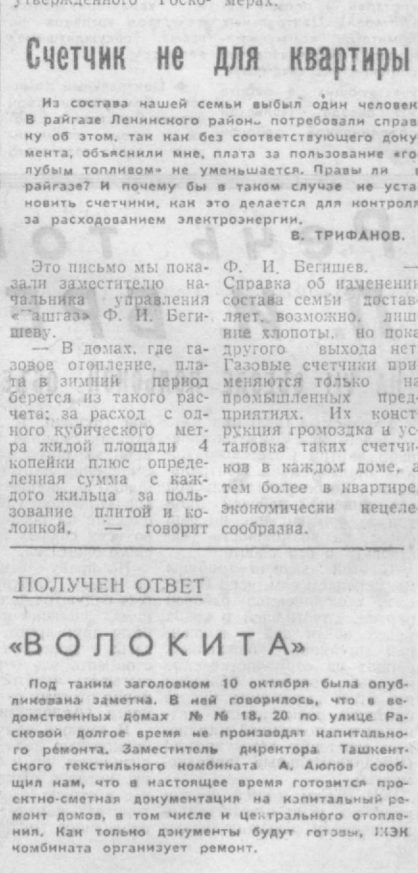 утвержденного Госко-
мерах.
Счетчик не для квартиры
Из состава нашей семьи выбыл один человек
В райгазе Ленинского район потребовали справ
ку об этом, так как без соответствующего доку
мента, объяснили мне, плата за пользование «го
лубым топливом» не уменьшается. Правы ли в
райгазе? И почему бы в таком случае не уста
новить счетчики, как это делается для контрол
за расходованием электроэнергии.
В. ТРИФАНОВ.
Это письмо мы пока-
зали заместителю на-
чальника управления
«Ташгаз» Ф. И. Беги-
шеву.
— В домах, где га-
зовое отопление, пла-
та в зимний период
берется из такого рас-
чета: за расход с од-
ного кубического мет-
ра жилой площади 4
копейки плюс опреде-
ленная сумма с каж-
дого жильца за поль-
зование плитой и ко-
лонкой, — говорит
Ф. И. Бегишев. —
Справка об изменени
состава семьи достав
ляет, возможно, лиш
ние хлопоты, но пока
другого выхода нет
Газовые счетчики при
меняются только на
промышленных пред-
приятиях. Их конст-
рукция громоздка и ус-
тановка таких счетчи-
ков в каждом доме, а
тем более в квартире,
экономически нецеле-
сообразна.
ПОЛУЧЕН ОТВЕТ
«ВОЛОКИТА»
Под таким заголовком 10 октября была опуб-
ликована заметка. В ней говорилось, что в ве-
домственных домах №№ 18, 20 по улице Рас-
ковой долгое время не производят капитально-
го ремонта. Заместитель директора Ташкент-
ского текстильного комбината А. Аюпов сооб-
щил нам, что в настоящее время готовится про-
ектно-сметная документация на капитальный ре-
монт домов, в том числе и центрального отопле-
ния. Как только документы будут готовы, ЖЭК
комбината организует ремонт.